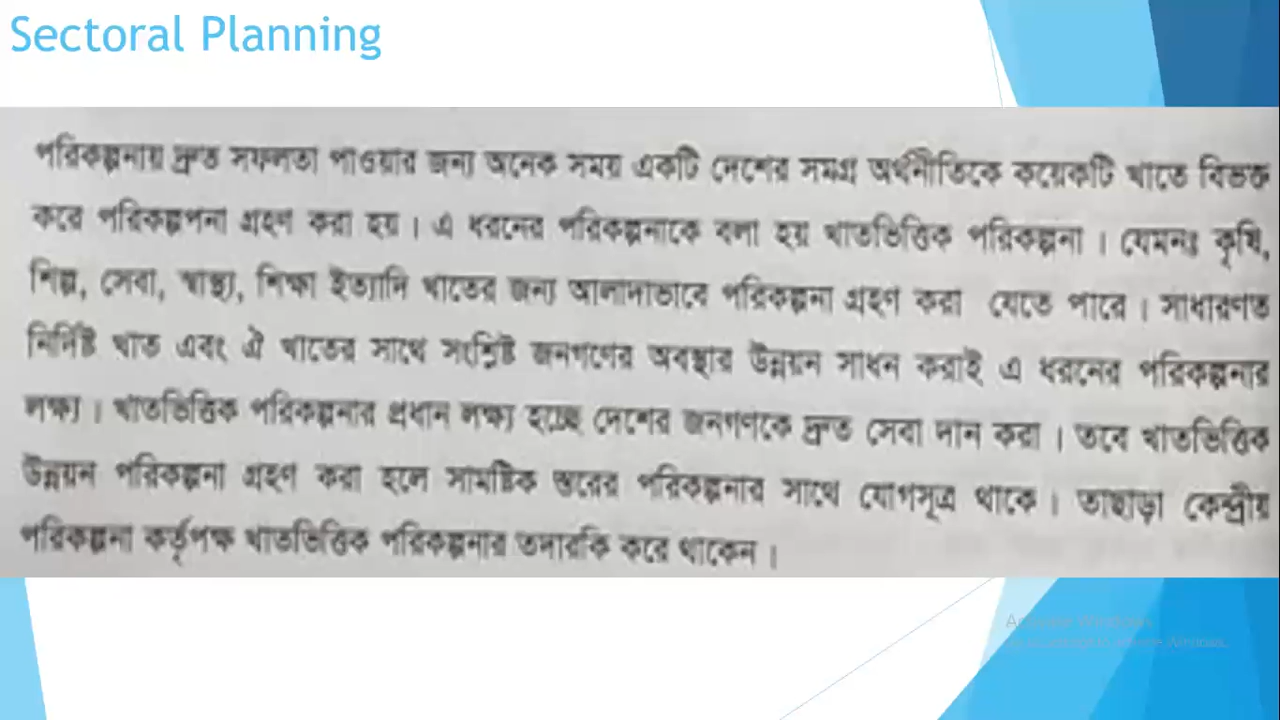 Sectoral Planning
পরিকল্পনায় দ্রুত সফলতা পাওয়ার জন্য অনেক সময় একটি দেশের সমগ্র অর্থনীতিকে কয়েকটি খাতে বিভক্ত
করে পরিকল্পপনা গ্রহণ করা হয়। এ ধরনের পরিকল্পনাকে বলা হয় খাতভিত্তিক পরিকল্পনা। যেমনঃ কৃষি,
শিল্প, সেবা, স্বাস্থ্য, শিক্ষা ইত্যাদি খাতের জন্য আলাদাভাবে পরিকল্পনা গ্রহণ করা যেতে পারে। সাধারণত
নির্দিষ্ট খাত এবং ঐ খাতের সাথে সংশ্লিষ্ট জনগণের অবস্থার উন্নয়ন সাধন করাই এ ধরনের পরিকল্পনার
লক্ষ্য। খাতভিত্তিক পরিকল্পনার প্রধান লক্ষ্য হচ্ছে দেশের জনগণকে দ্রুত সেবা দান করা। তবে খাতভিত্তিক
উন্নয়ন পরিকল্পনা গ্রহণ করা হলে সামষ্টিক স্তরের পরিকল্পনার সাথে যোগসূত্র থাকে। তাছাড়া কেন্দ্রীয়
পরিকল্পনা কর্তৃপক্ষ খাতভিত্তিক পরিকল্পনার তদারকি করে থাকেন।
Activate Windows